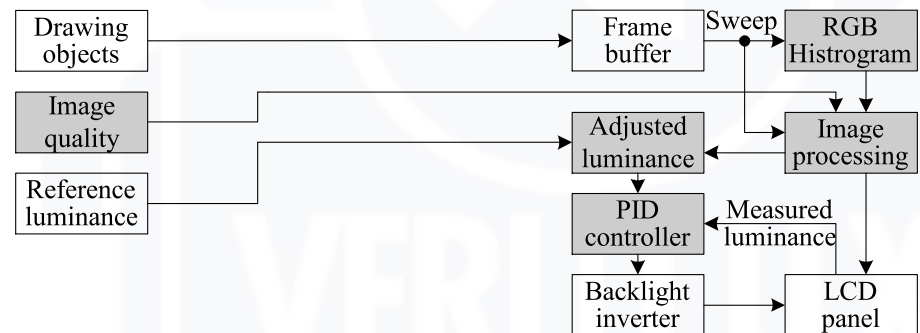 Drawing
objects
Frame
buffer
Sweep
RGB
Histrogram
Image
quality
Adjusted
luminance
Image
processing
Reference
luminance
PID
controller
Measured
luminance
Backlight
inverter
LCD
panel